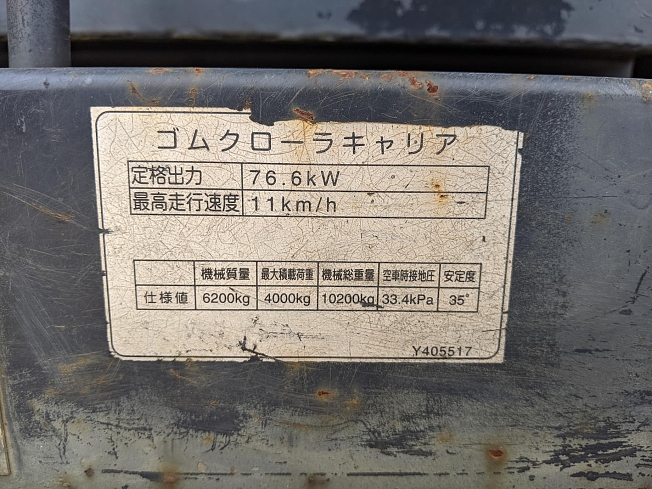 ゴムクローラキャリア
定格出力 76.6kW
最高走行速度 11km/h
機械質量 最大積載荷重 機械総重量 空車時接地圧 安定度
仕様値 6200kg 4000kg 10200kg 33.4kPa 35°
Y405517